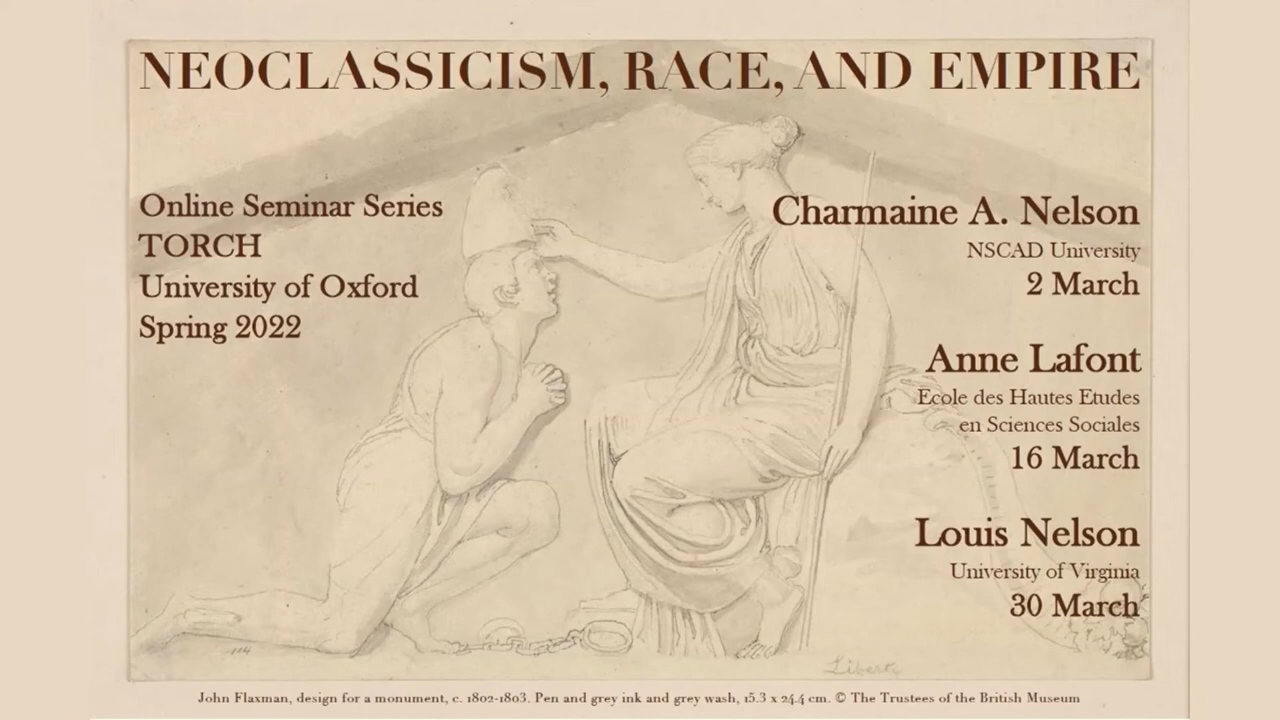 NEOCLASSICISM, RACE, AND EMPIRE
Online Seminar Series
TORCH
University of Oxford
Spring 2022
Charmaine A. Nelson
NSCAD University
2 March
Anne Lafont
Ecole des Hautes Etudes
en Sciences Sociales
16 March
Louis Nelson
University of Virginia
30 March
John Flaxman, design for a monument, c. 1802-1803. Pen and grey ink and grey wash, 15.3 x 24.4 cm. © The Trustees of the British Museum